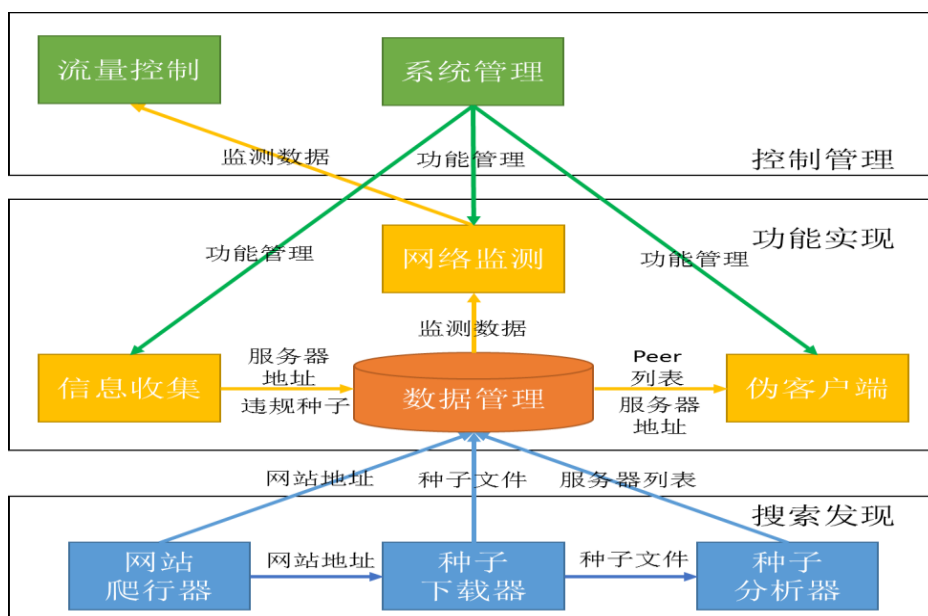 流量控制
系统管理
监测数据
功能管理
控制管理
功能实现
功能管理
网络监测
功能管理
监测数据
信息收集
服务器
地址
违规种子
数据管理
Peer
列表
服务器
地址
伪客户端
网站地址
种子文件
服务器列表
搜索发现
网站
爬行器
网站地址
种子
下载器
种子文件
种子
分析器